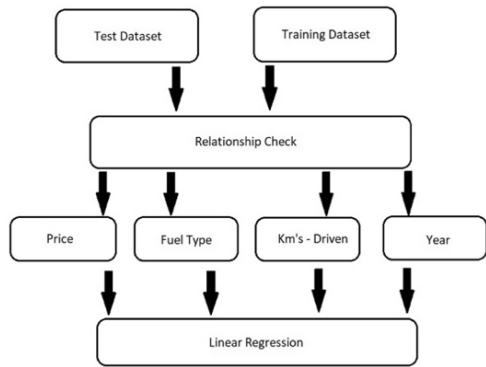 Test Dataset
Training Dataset
Relationship Check
Price
Fuel Type
Km's - Driven
Year
Linear Regression